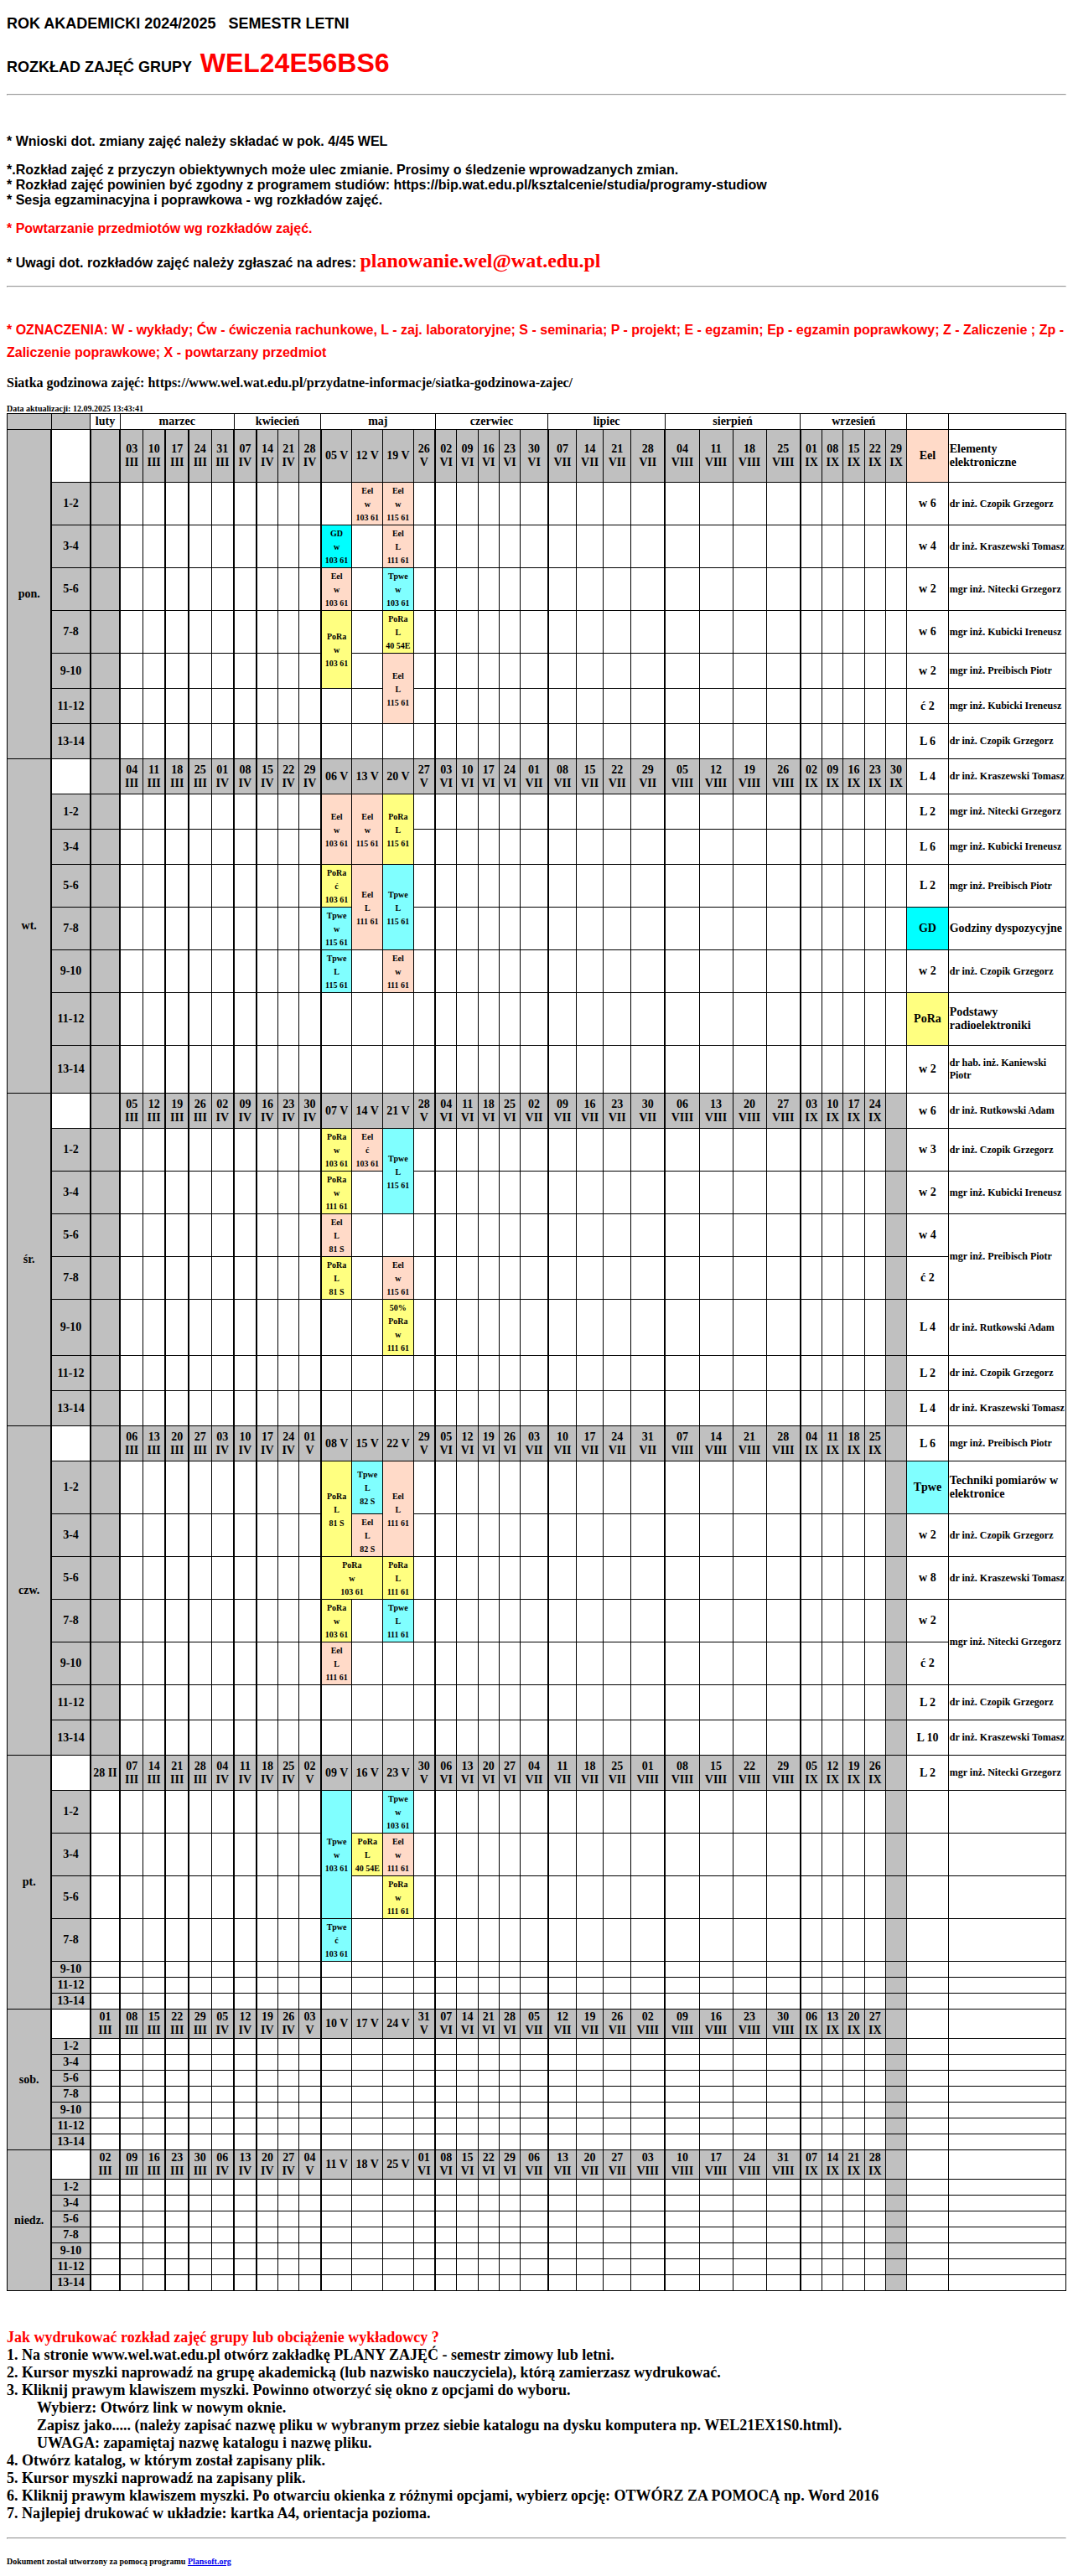 ROK AKADEMICKI 2024/2025 SEMESTR LETNI
ROZKŁAD ZAJĘĆ GRUPY WEL24E56BS6
* Wnioski dot. zmiany zajęć należy składać w pok. 4/45 WEL
*.Rozkład zajęć z przyczyn obiektywnych może ulec zmianie. Prosimy o śledzenie wprowadzanych zmian.
* Rozkład zajęć powinien być zgodny z programem studiów: https://bip.wat.edu.pl/ksztalcenie/studia/programy-studiow
* Sesja egzaminacyjna i poprawkowa - wg rozkładów zajęć.
* Powtarzanie przedmiotów wg rozkładów zajęć.
* Uwagi dot. rozkładów zajęć należy zgłaszać na adres: planowanie.wel@wat.edu.pl
* OZNACZENIA: W - wykłady; Ćw - ćwiczenia rachunkowe, L - zaj. laboratoryjne; S - seminaria; P - projekt; E - egzamin; Ep - egzamin poprawkowy; Z - Zaliczenie ; Zp -
Zaliczenie poprawkowe; X - powtarzany przedmiot
Siatka godzinowa zajęć: https://www.wel.wat.edu.pl/przydatne-informacje/siatka-godzinowa-zajec/
Data aktualizacji: 12.09.2025 13:43:41
luty marzec kwiecień maj czerwiec lipiec sierpień wrzesień
pon. 03 III 10 III 17 III 24 III 31 III 07 IV 14 IV 21 IV 28 IV 05 V 12 V 19 V 26 V 02 VI 09 VI 16 VI 23 VI 30 VI 07 VII 14 VII 21 VII 28 VII 04 VIII 11 VIII 18 VIII 25 VIII 01 IX 08 IX 15 IX 22 IX 29 IX Eel Elementy elektroniczne
1-2 Eel w 103 61 Eel w 115 61 w 6 dr inż. Czopik Grzegorz
3-4 GD w 103 61 Eel L 111 61 w 4 dr inż. Kraszewski Tomasz
5-6 Eel w 103 61 Tpwe w 103 61 w 2 mgr inż. Nitecki Grzegorz
7-8 PoRa w 103 61 PoRa L 40 54E w 6 mgr inż. Kubicki Ireneusz
9-10 Eel L 115 61 w 2 mgr inż. Preibisch Piotr
11-12 ć 2 mgr inż. Kubicki Ireneusz
13-14 L 6 dr inż. Czopik Grzegorz
wt. 04 III 11 III 18 III 25 III 01 IV 08 IV 15 IV 22 IV 29 IV 06 V 13 V 20 V 27 V 03 VI 10 VI 17 VI 24 VI 01 VII 08 VII 15 VII 22 VII 29 VII 05 VIII 12 VIII 19 VIII 26 VIII 02 IX 09 IX 16 IX 23 IX 30 IX L 4 dr inż. Kraszewski Tomasz
1-2 Eel w 103 61 Eel w 115 61 PoRa L 115 61 L 2 mgr inż. Nitecki Grzegorz
3-4 L 6 mgr inż. Kubicki Ireneusz
5-6 PoRa ć 103 61 Eel L 111 61 Tpwe L 115 61 L 2 mgr inż. Preibisch Piotr
7-8 Tpwe w 115 61 GD Godziny dyspozycyjne
9-10 Tpwe L 115 61 Eel w 111 61 w 2 dr inż. Czopik Grzegorz
11-12 PoRa Podstawy radioelektroniki
13-14 w 2 dr hab. inż. Kaniewski Piotr
śr. 05 III 12 III 19 III 26 III 02 IV 09 IV 16 IV 23 IV 30 IV 07 V 14 V 21 V 28 V 04 VI 11 VI 18 VI 25 VI 02 VII 09 VII 16 VII 23 VII 30 VII 06 VIII 13 VIII 20 VIII 27 VIII 03 IX 10 IX 17 IX 24 IX w 6 dr inż. Rutkowski Adam
1-2 PoRa w 103 61 Eel ć 103 61 Tpwe L 115 61 w 3 dr inż. Czopik Grzegorz
3-4 PoRa w 111 61 w 2 mgr inż. Kubicki Ireneusz
5-6 Eel L 81 S w 4 mgr inż. Preibisch Piotr
7-8 PoRa L 81 S Eel w 115 61 ć 2
9-10 50% PoRa w 111 61 L 4 dr inż. Rutkowski Adam
11-12 L 2 dr inż. Czopik Grzegorz
13-14 L 4 dr inż. Kraszewski Tomasz
czw. 06 III 13 III 20 III 27 III 03 IV 10 IV 17 IV 24 IV 01 V 08 V 15 V 22 V 29 V 05 VI 12 VI 19 VI 26 VI 03 VII 10 VII 17 VII 24 VII 31 VII 07 VIII 14 VIII 21 VIII 28 VIII 04 IX 11 IX 18 IX 25 IX L 6 mgr inż. Preibisch Piotr
1-2 PoRa L 81 S Tpwe L 82 S Eel L 111 61 Tpwe Techniki pomiarów w elektronice
3-4 Eel L 82 S w 2 dr inż. Czopik Grzegorz
5-6 PoRa w 103 61 PoRa L 111 61 w 8 dr inż. Kraszewski Tomasz
7-8 PoRa w 103 61 Tpwe L 111 61 w 2 mgr inż. Nitecki Grzegorz
9-10 Eel L 111 61 ć 2
11-12 L 2 dr inż. Czopik Grzegorz
13-14 L 10 dr inż. Kraszewski Tomasz
pt. 28 II 07 III 14 III 21 III 28 III 04 IV 11 IV 18 IV 25 IV 02 V 09 V 16 V 23 V 30 V 06 VI 13 VI 20 VI 27 VI 04 VII 11 VII 18 VII 25 VII 01 VIII 08 VIII 15 VIII 22 VIII 29 VIII 05 IX 12 IX 19 IX 26 IX L 2 mgr inż. Nitecki Grzegorz
1-2 Tpwe w 103 61 Tpwe w 103 61
3-4 PoRa L 40 54E Eel w 111 61
5-6 PoRa w 111 61
7-8 Tpwe ć 103 61
9-10
11-12
13-14
sob. 01 III 08 III 15 III 22 III 29 III 05 IV 12 IV 19 IV 26 IV 03 V 10 V 17 V 24 V 31 V 07 VI 14 VI 21 VI 28 VI 05 VII 12 VII 19 VII 26 VII 02 VIII 09 VIII 16 VIII 23 VIII 30 VIII 06 IX 13 IX 20 IX 27 IX
1-2
3-4
5-6
7-8
9-10
11-12
13-14
niedz. 02 III 09 III 16 III 23 III 30 III 06 IV 13 IV 20 IV 27 IV 04 V 11 V 18 V 25 V 01 VI 08 VI 15 VI 22 VI 29 VI 06 VII 13 VII 20 VII 27 VII 03 VIII 10 VIII 17 VIII 24 VIII 31 VIII 07 IX 14 IX 21 IX 28 IX
1-2
3-4
5-6
7-8
9-10
11-12
13-14
Jak wydrukować rozkład zajęć grupy lub obciążenie wykładowcy ?
1. Na stronie www.wel.wat.edu.pl otwórz zakładkę PLANY ZAJĘĆ - semestr zimowy lub letni.
2. Kursor myszki naprowadź na grupę akademicką (lub nazwisko nauczyciela), którą zamierzasz wydrukować.
3. Kliknij prawym klawiszem myszki. Powinno otworzyć się okno z opcjami do wyboru.
Wybierz: Otwórz link w nowym oknie.
Zapisz jako..... (należy zapisać nazwę pliku w wybranym przez siebie katalogu na dysku komputera np. WEL21EX1S0.html).
UWAGA: zapamiętaj nazwę katalogu i nazwę pliku.
4. Otwórz katalog, w którym został zapisany plik.
5. Kursor myszki naprowadź na zapisany plik.
6. Kliknij prawym klawiszem myszki. Po otwarciu okienka z różnymi opcjami, wybierz opcję: OTWÓRZ ZA POMOCĄ np. Word 2016
7. Najlepiej drukować w układzie: kartka A4, orientacja pozioma.
Dokument został utworzony za pomocą programu Plansoft.org